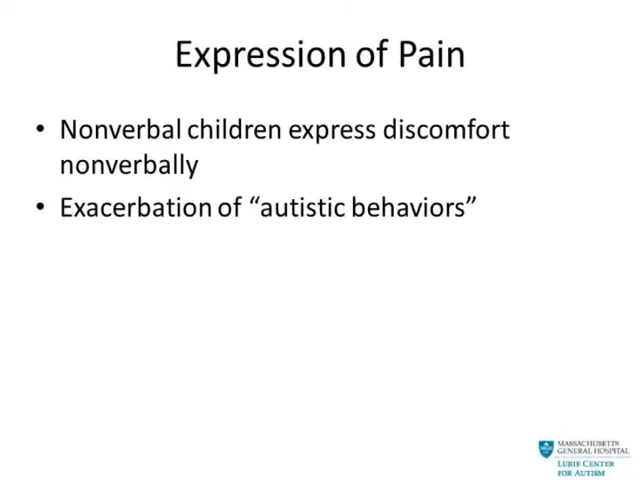 Expression of Pain
• Nonverbal children express discomfort
nonverbally
• Exacerbation of “autistic behaviors”
MASSACHUSETTS
GENERAL HOSPITAL
LURIE CENTER
FOR AUTISM